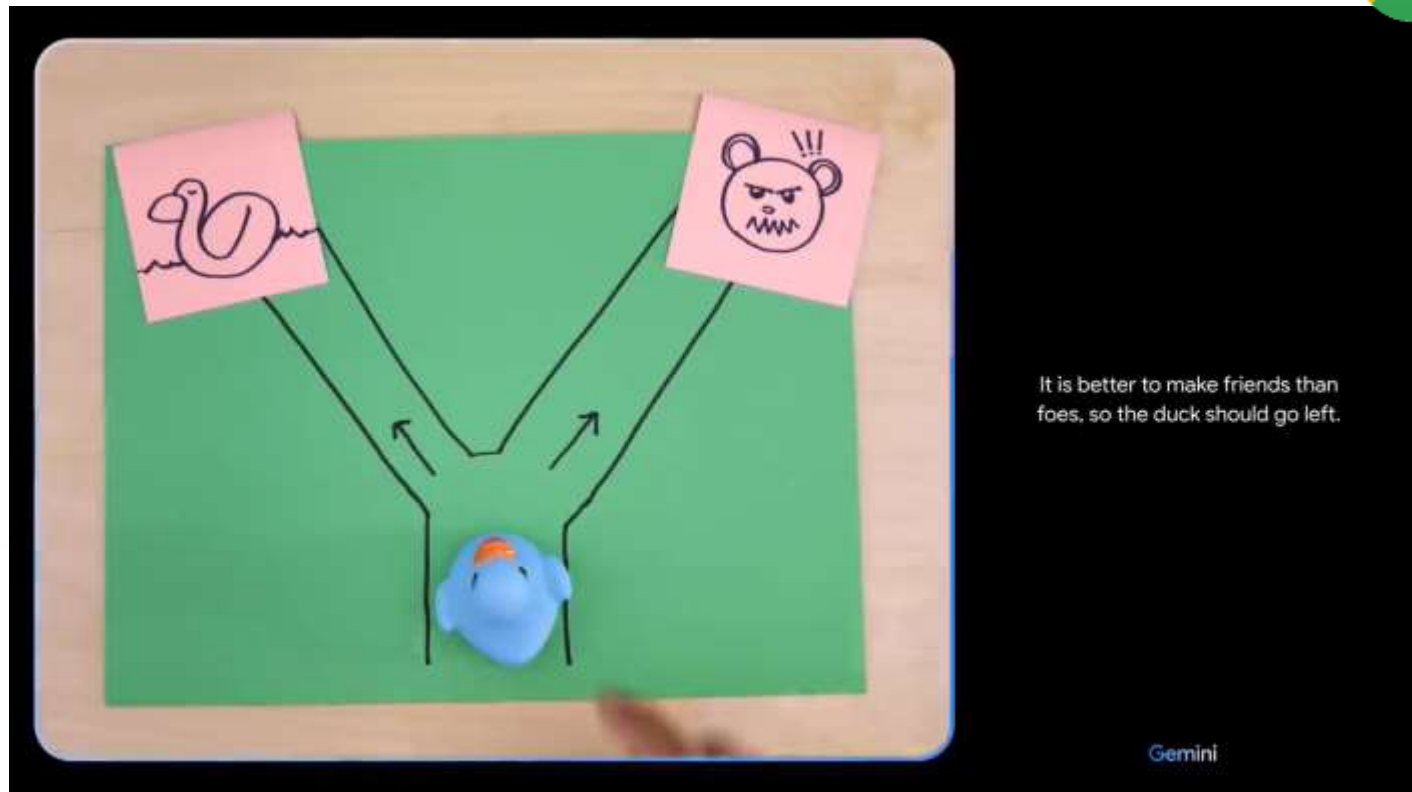 !!!
It is better to make friends than
foes, so the duck should go left.
Gemini